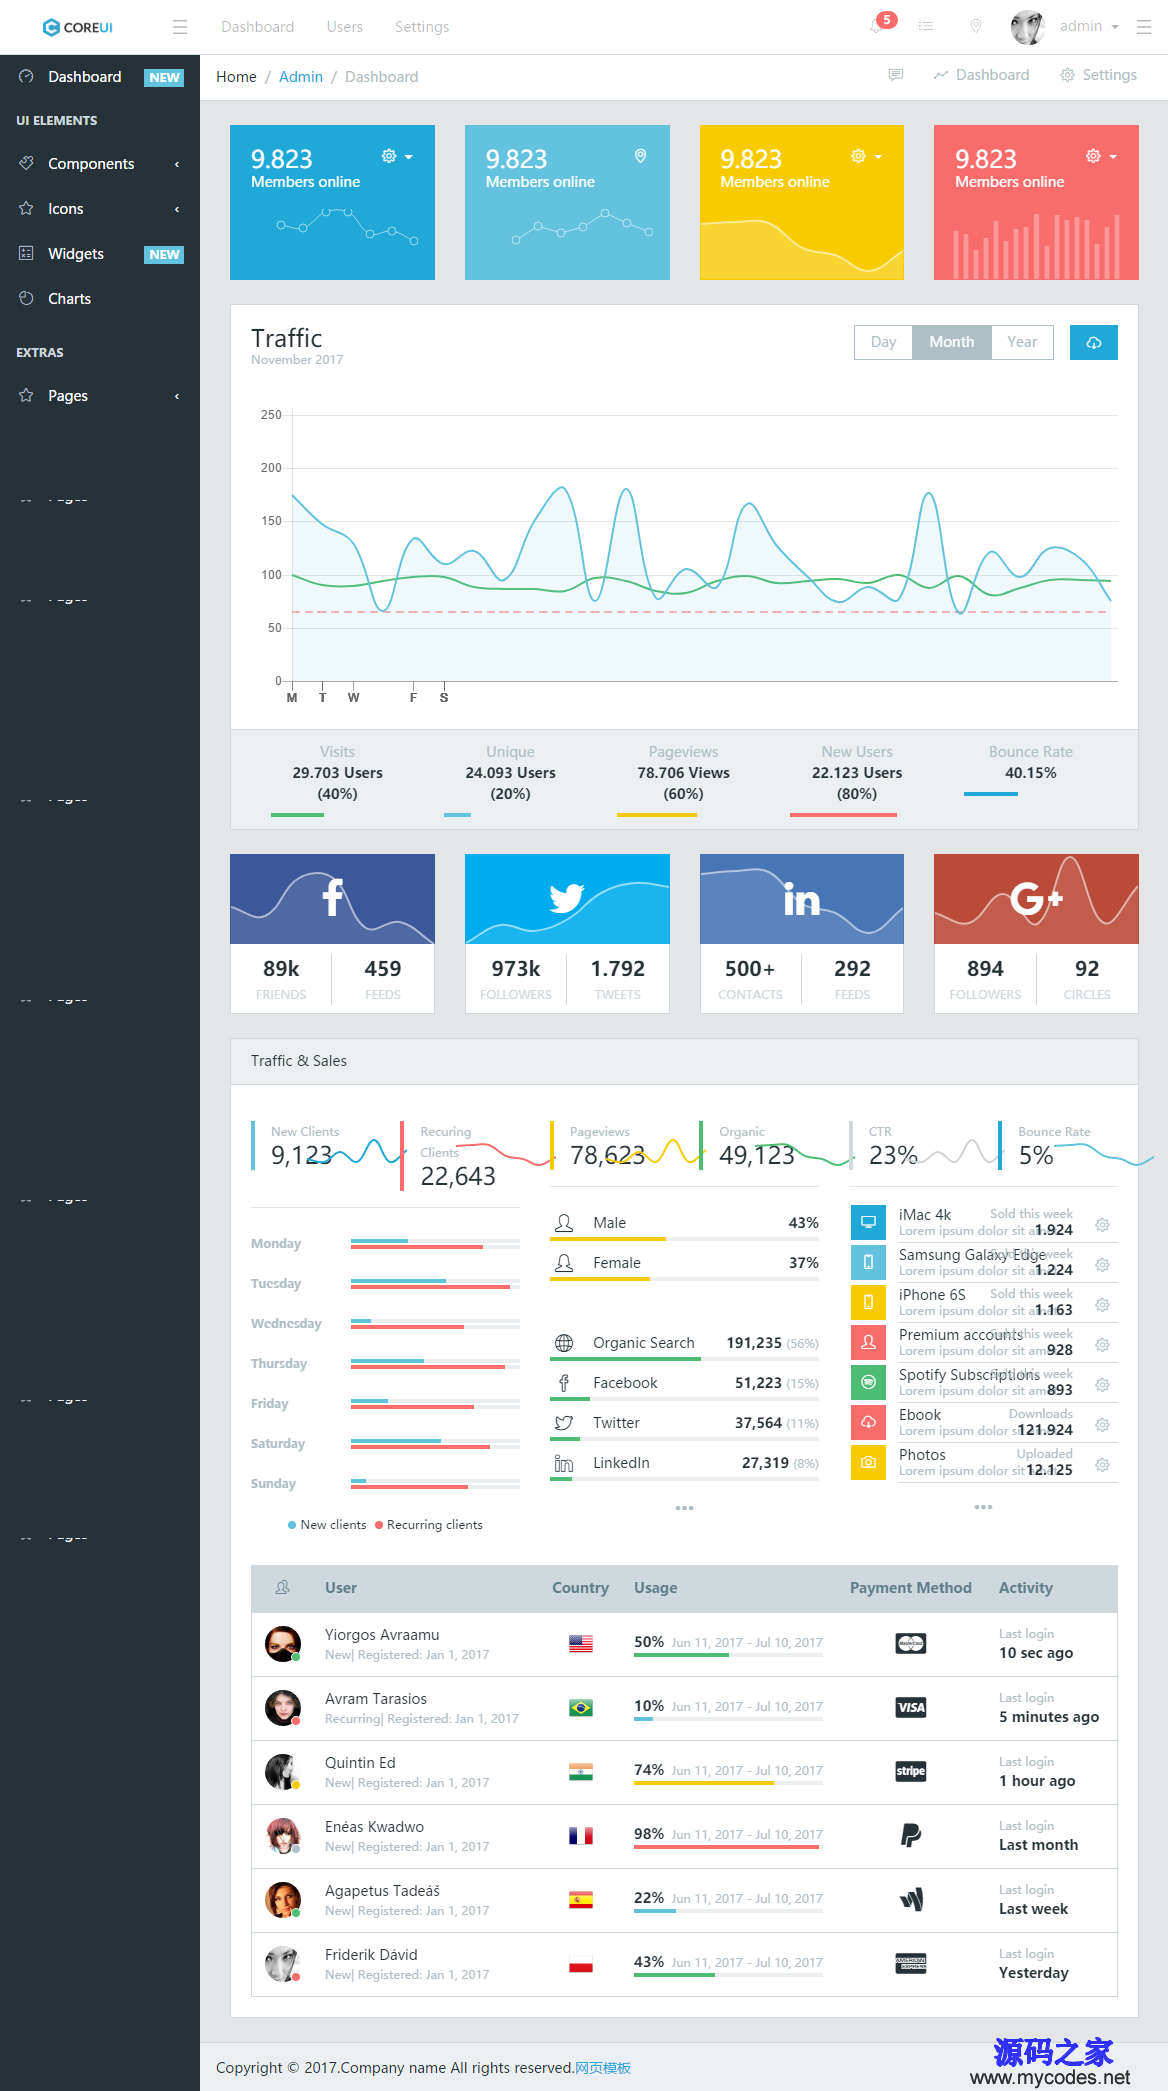 COREUI
Dashboard Users Settings
5
admin
Dashboard NEW
Home / Admin / Dashboard
Dashboard
Settings
UI ELEMENTS
Components
Icons
Widgets NEW
Charts
EXTRAS
Pages
9.823
Members online
9.823
Members online
9.823
Members online
9.823
Members online
Traffic
November 2017
Day Month Year
250
200
150
100
50
0
M T W F S
Visits
29.703 Users
(40%)
Unique
24.093 Users
(20%)
Pageviews
78.706 Views
(60%)
New Users
22.123 Users
(80%)
Bounce Rate
40.15%
f
in
G+
89k
FRIENDS
459
FEEDS
973k
FOLLOWERS
1.792
TWEETS
500+
CONTACTS
292
FEEDS
894
FOLLOWERS
92
CIRCLES
Traffic & Sales
New Clients
9,123
Recuring
Clients
22,643
Pageviews
78,623
Organic
49,123
CTR
23%
Bounce Rate
5%
Monday
Tuesday
Wednesday
Thursday
Friday
Saturday
Sunday
New clients Recurring clients
Male 43%
Female 37%
Organic Search 191,235 (56%)
Facebook 51,223 (15%)
Twitter 37,564 (11%)
LinkedIn 27,319 (8%)
iMac 4k Sold this week
Lorem ipsum dolor sit amet 1.924
Samsung Galaxy Edge Sold this week
Lorem ipsum dolor sit amet 1.224
iPhone 6S Sold this week
Lorem ipsum dolor sit amet 1.163
Premium accounts Sold this week
Lorem ipsum dolor sit amet 928
Spotify Subscriptions Sold this week
Lorem ipsum dolor sit amet 893
Ebook Downloads
Lorem ipsum dolor sit amet 121.924
Photos Uploaded
Lorem ipsum dolor sit amet 12.125
User Country Usage Payment Method Activity
Yiorgos Avraamu
New| Registered: Jan 1, 2017
50% Jun 11, 2017 - Jul 10, 2017
Last login
10 sec ago
Avram Tarasios
Recurring| Registered: Jan 1, 2017
10% Jun 11, 2017 - Jul 10, 2017
VISA
Last login
5 minutes ago
Quintin Ed
New| Registered: Jan 1, 2017
74% Jun 11, 2017 - Jul 10, 2017
stripe
Last login
1 hour ago
Enéas Kwadwo
New| Registered: Jan 1, 2017
98% Jun 11, 2017 - Jul 10, 2017
Last login
Last month
Agapetus Tadeáš
New| Registered: Jan 1, 2017
22% Jun 11, 2017 - Jul 10, 2017
Last login
Last week
Friderik Dávid
New| Registered: Jan 1, 2017
43% Jun 11, 2017 - Jul 10, 2017
Last login
Yesterday
Copyright © 2017.Company name All rights reserved.网页模板
源码之家
www.mycodes.net